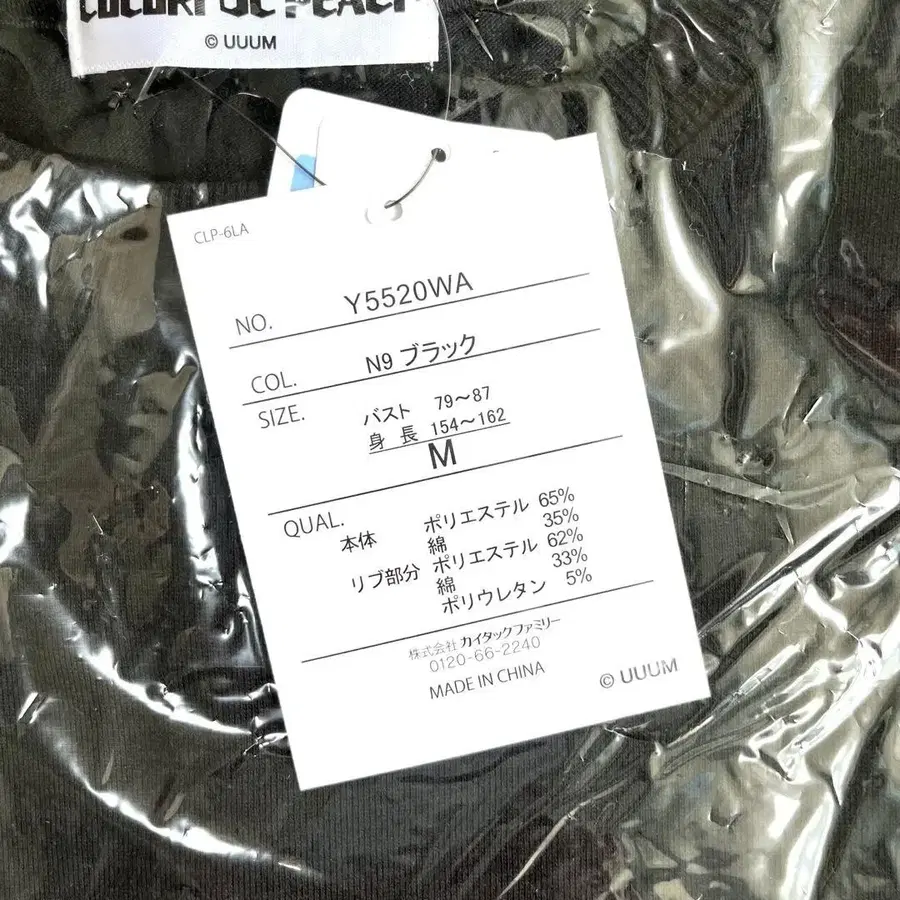 © UUUM
CLP-6LA
NO. Y5520WA
COL. N9 ブラック
SIZE. バスト 79～87
身長 154～162
M
QUAL.
本体 ポリエステル 65%
綿 35%
リブ部分 ポリエステル 62%
綿 33%
ポリウレタン 5%
株式会社 カイタックファミリー
0120-66-2240
MADE IN CHINA
© UUUM